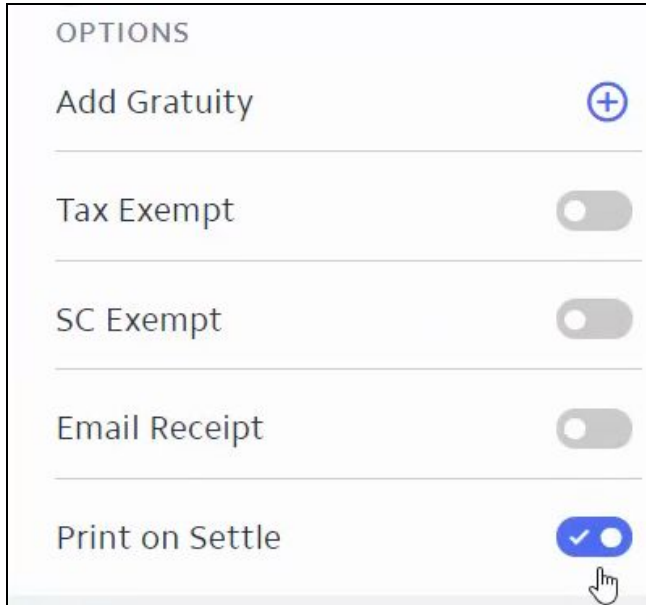 OPTIONS
Add Gratuity
Tax Exempt
SC Exempt
Email Receipt
Print on Settle